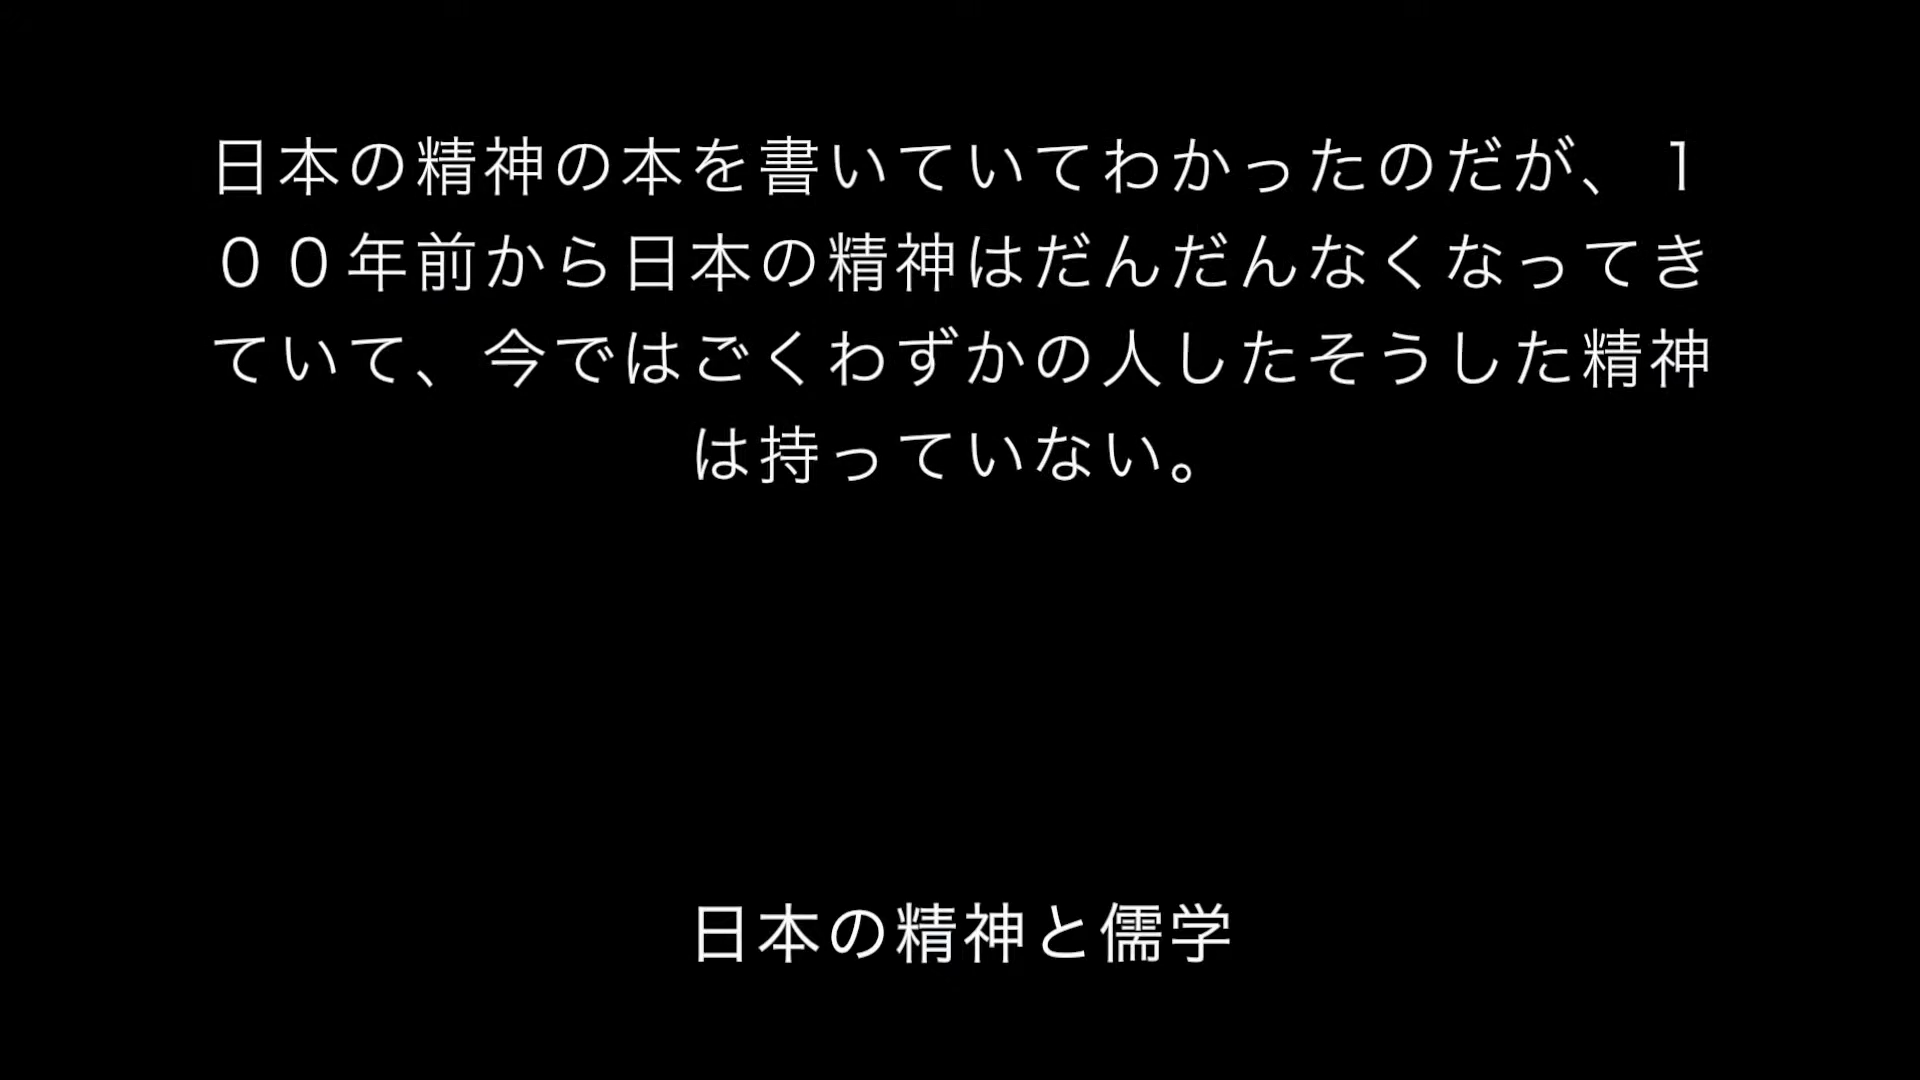 日本の精神の本を書いていてわかったのだが、１
００年前から日本の精神はだんだんなくなってき
ていて、今ではごくわずかの人したそうした精神
は持っていない。
日本の精神と儒学